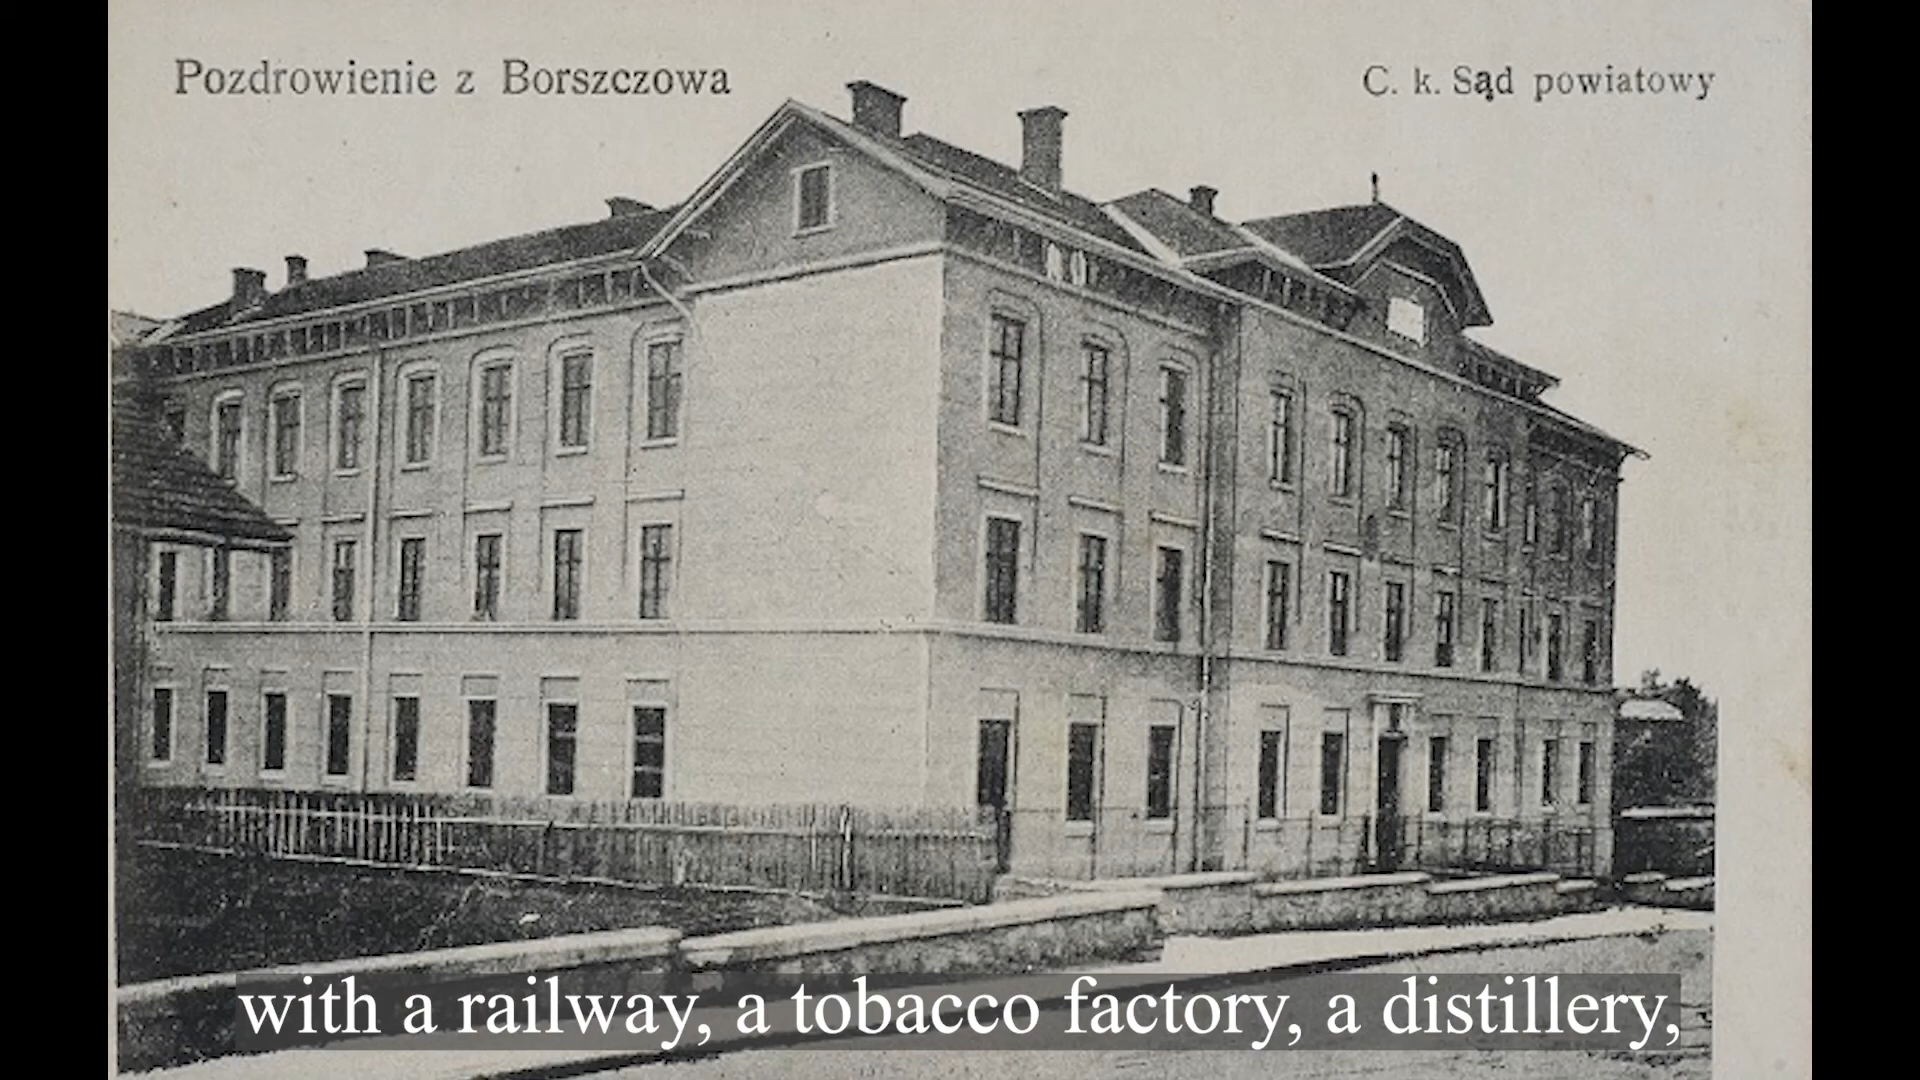 Pozdrowienie z Borszczowa
C. k. Sąd powiatowy
with a railway, a tobacco factory, a distillery,